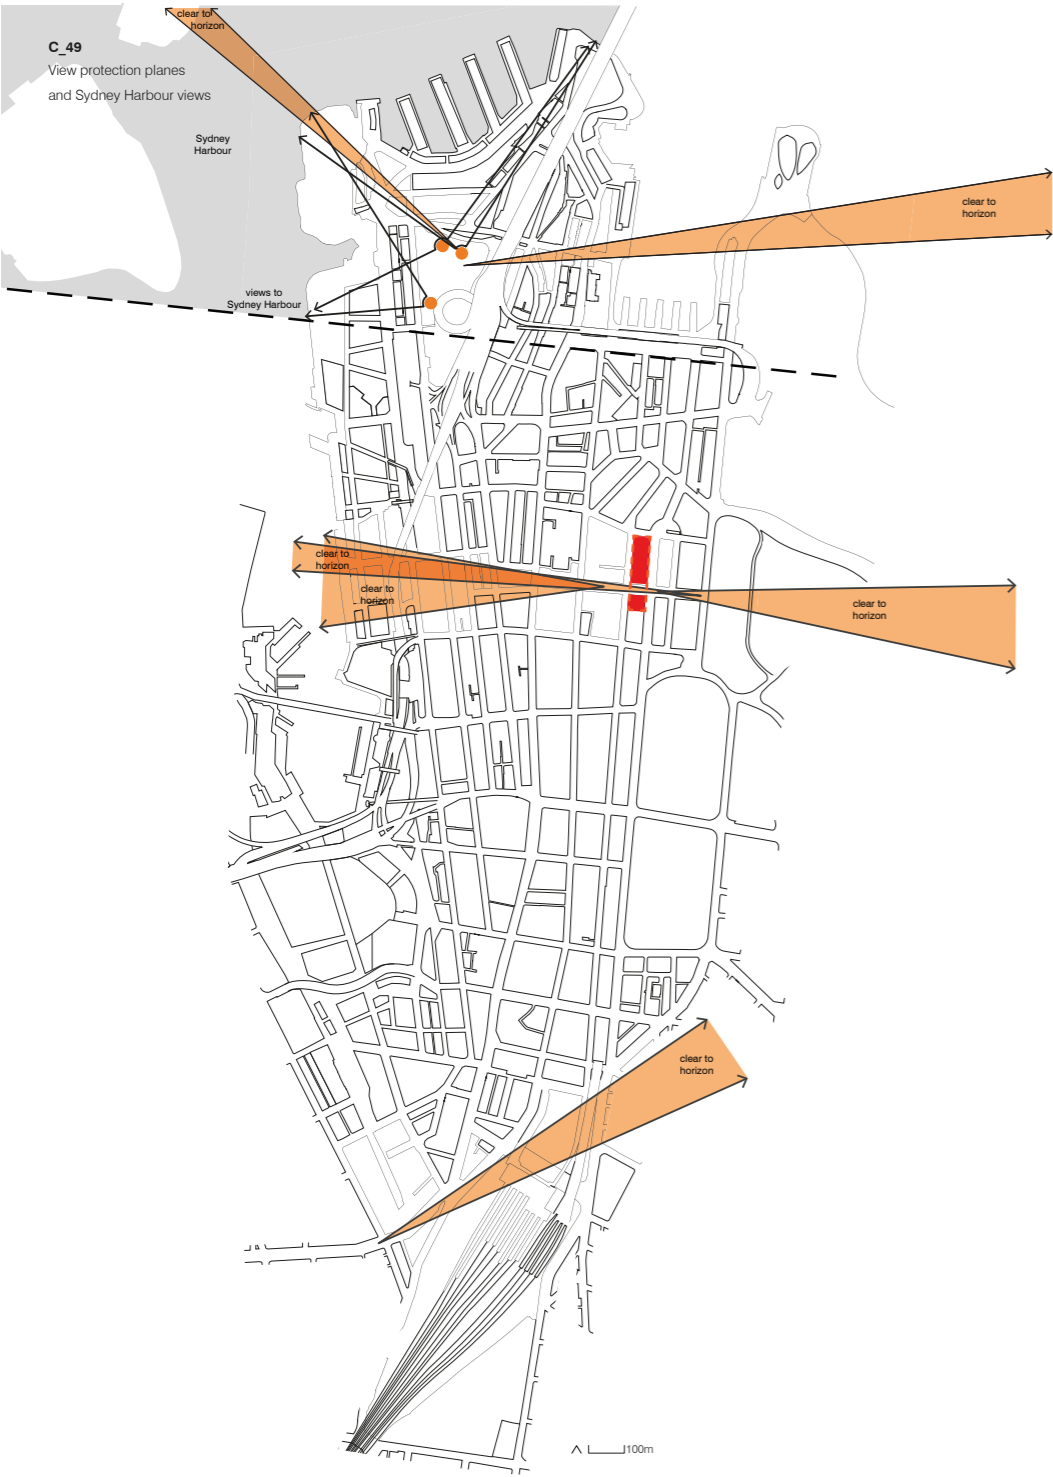 clear to
horizon
C_49
View protection planes
and Sydney Harbour views
Sydney
Harbour
clear to
horizon
views to
Sydney Harbour
clear to
horizon
clear to
horizon
clear to
horizon
clear to
horizon
100m